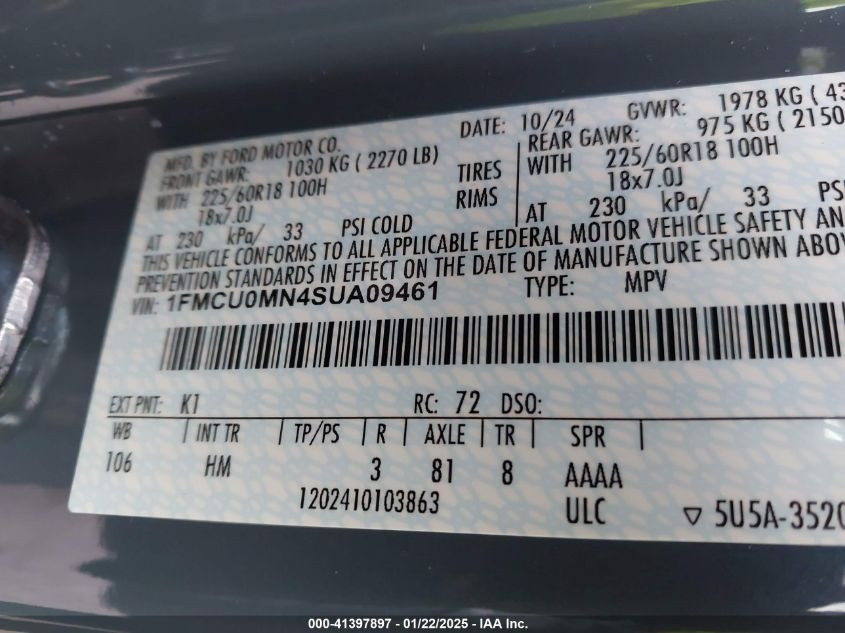 MFD. BY FORD MOTOR CO.
DATE: 10/24 GVWR: 1978 KG ( 43
FRONT GAWR: 1030 KG ( 2270 LB)
REAR GAWR: 975 KG ( 2150
WITH 225/60R18 100H TIRES WITH 225/60R18 100H
18x7.0J RIMS 18x7.0J
AT 230 kPa/ 33 PSI COLD AT 230 kPa/ 33 PSI
THIS VEHICLE CONFORMS TO ALL APPLICABLE FEDERAL MOTOR VEHICLE SAFETY AN
PREVENTION STANDARDS IN EFFECT ON THE DATE OF MANUFACTURE SHOWN ABOV
VIN: 1FMCU0MN4SUA09461 TYPE: MPV
EXT PNT: K1 RC: 72 DSO:
WB | INT TR | TP/PS | R | AXLE | TR | SPR |
106 HM 3 81 8 AAAA
1202410103863 ULC ▽ 5U5A-3520
000-41397897 - 01/22/2025 - IAA Inc.